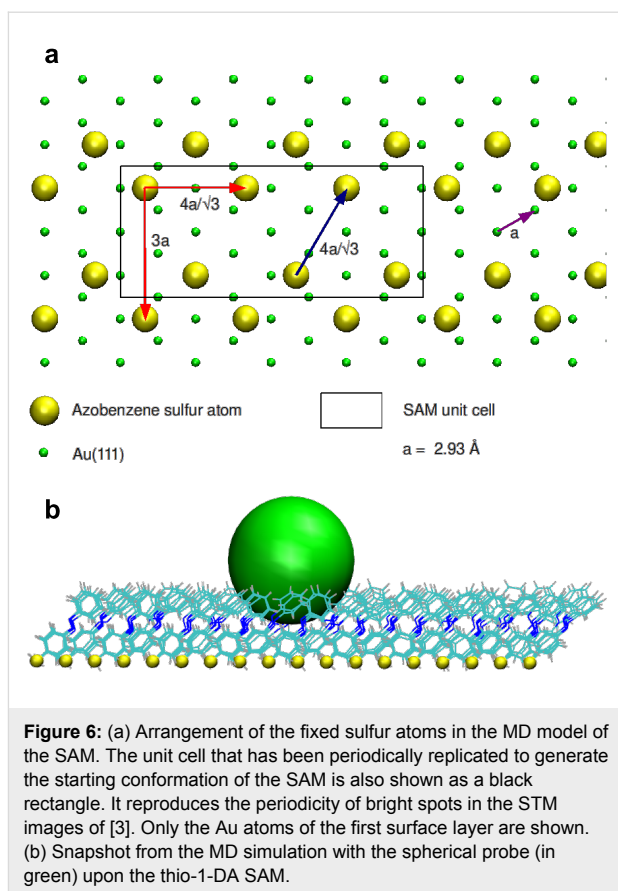 a
4a/√3
3a
4a/√3
a
Azobenzene sulfur atom
SAM unit cell
Au(111)
a = 2.93 Å
b
Figure 6: (a) Arrangement of the fixed sulfur atoms in the MD model of
the SAM. The unit cell that has been periodically replicated to generate
the starting conformation of the SAM is also shown as a black
rectangle. It reproduces the periodicity of bright spots in the STM
images of [3]. Only the Au atoms of the first surface layer are shown.
(b) Snapshot from the MD simulation with the spherical probe (in
green) upon the thio-1-DA SAM.